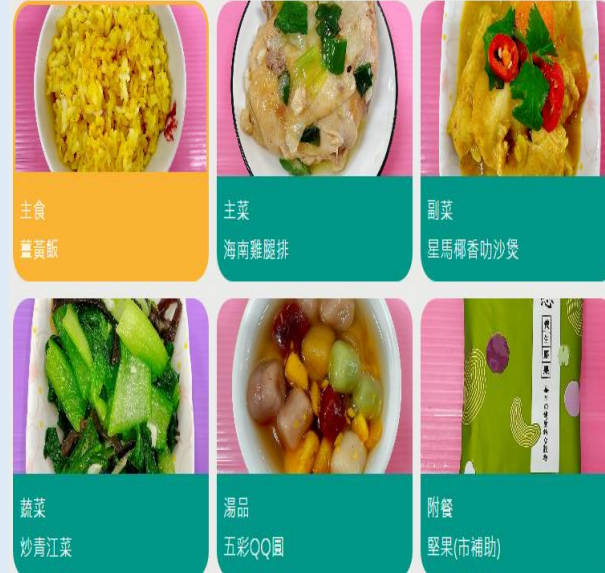 主食
薑黃飯
主菜
海南雞腿排
副菜
星馬椰香叻沙煲
蔬菜
炒青江菜
湯品
五彩QQ圓
附餐
堅果(市補助)